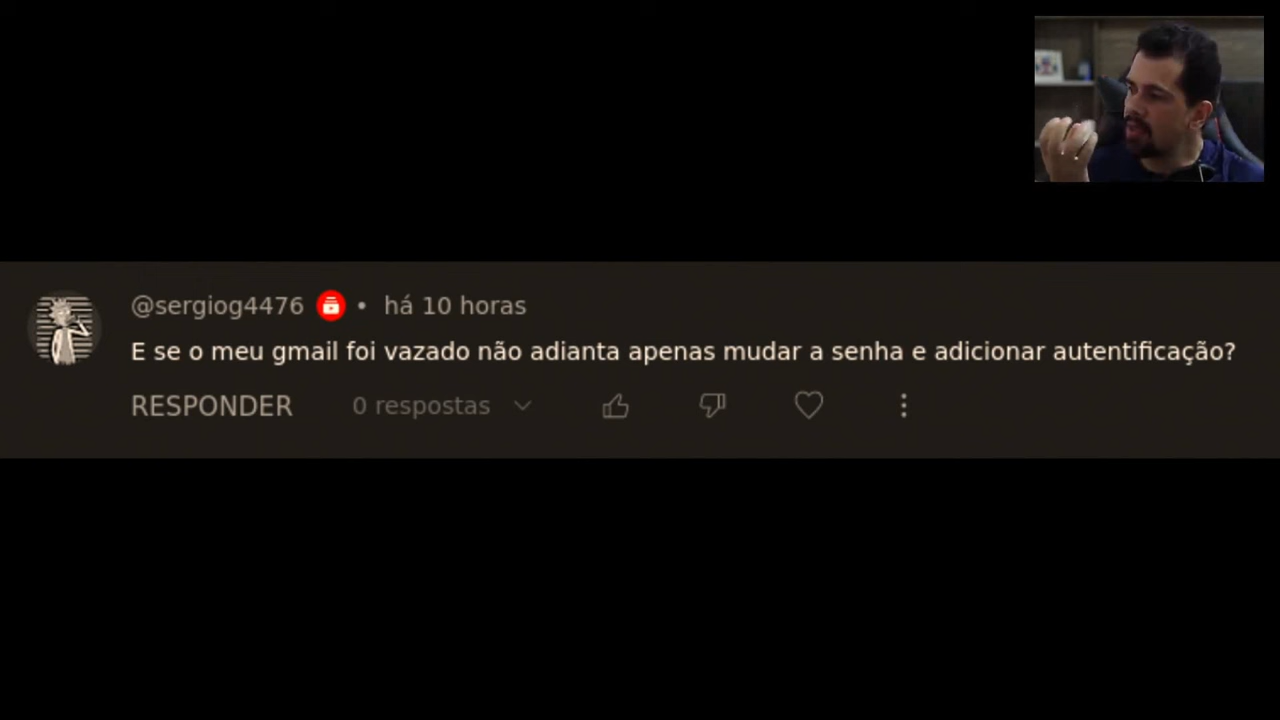 @sergiog4476 • há 10 horas
E se o meu gmail foi vazado não adianta apenas mudar a senha e adicionar autentificação?
RESPONDER 0 respostas